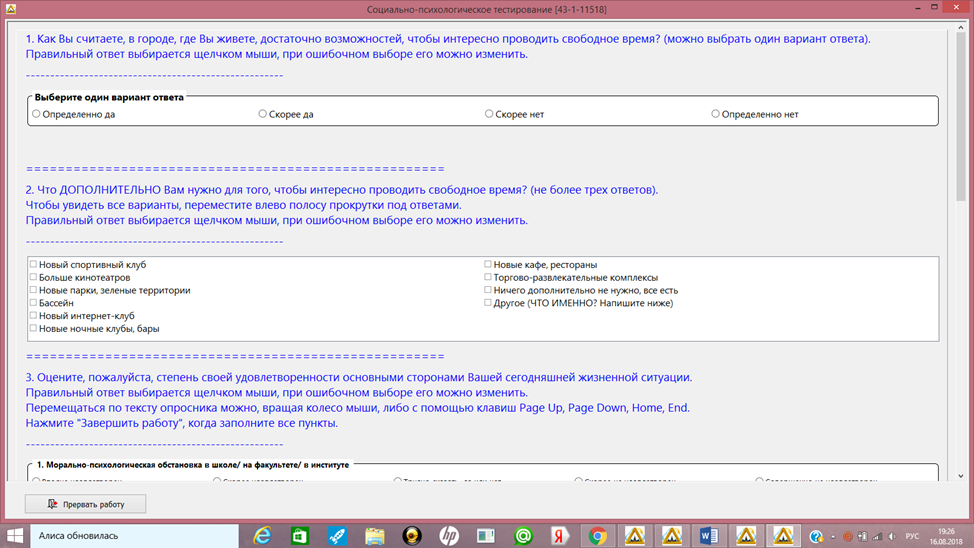 Социально-психологическое тестирование [43-1-11518]
1. Как Вы считаете, в городе, где Вы живете, достаточно возможностей, чтобы интересно проводить свободное время? (можно выбрать один вариант ответа).
Правильный ответ выбирается щелчком мыши, при ошибочном выборе его можно изменить.
-------------------------------------------------
Выберите один вариант ответа
Определенно да Скорее да Скорее нет Определенно нет
====================================================
2. Что ДОПОЛНИТЕЛЬНО Вам нужно для того, чтобы интересно проводить свободное время? (не более трех ответов).
Чтобы увидеть все варианты, переместите влево полосу прокрутки под ответами.
Правильный ответ выбирается щелчком мыши, при ошибочном выборе его можно изменить.
-------------------------------------------------
Новый спортивный клуб
Больше кинотеатров
Новые парки, зеленые территории
Бассейн
Новый интернет-клуб
Новые ночные клубы, бары
Новые кафе, рестораны
Торгово-развлекательные комплексы
Ничего дополнительно не нужно, все есть
Другое (ЧТО ИМЕННО? Напишите ниже)
====================================================
3. Оцените, пожалуйста, степень своей удовлетворенности основными сторонами Вашей сегодняшней жизненной ситуации.
Правильный ответ выбирается щелчком мыши, при ошибочном выборе его можно изменить.
Перемещаться по тексту опросника можно, вращая колесо мыши, либо с помощью клавиш Page Up, Page Down, Home, End.
Нажмите "Завершить работу", когда заполните все пункты.
-------------------------------------------------
1. Морально-психологическая обстановка в школе/ на факультете/ в институте
Прервать работу
Алиса обновилась
hp
@
Я
W
РУС
19:26
16.08.2018